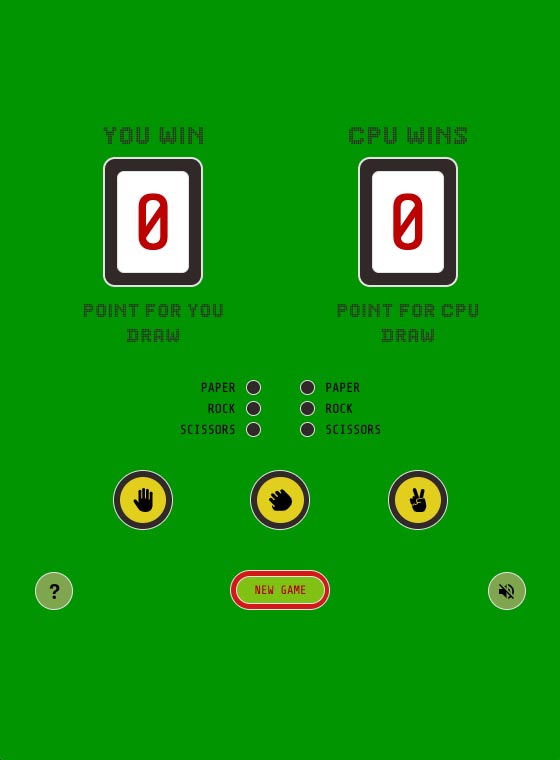 YOU WIN
CPU WINS
0
0
POINT FOR YOU
POINT FOR CPU
DRAW
DRAW
PAPER
PAPER
ROCK
ROCK
SCISSORS
SCISSORS
?
NEW GAME